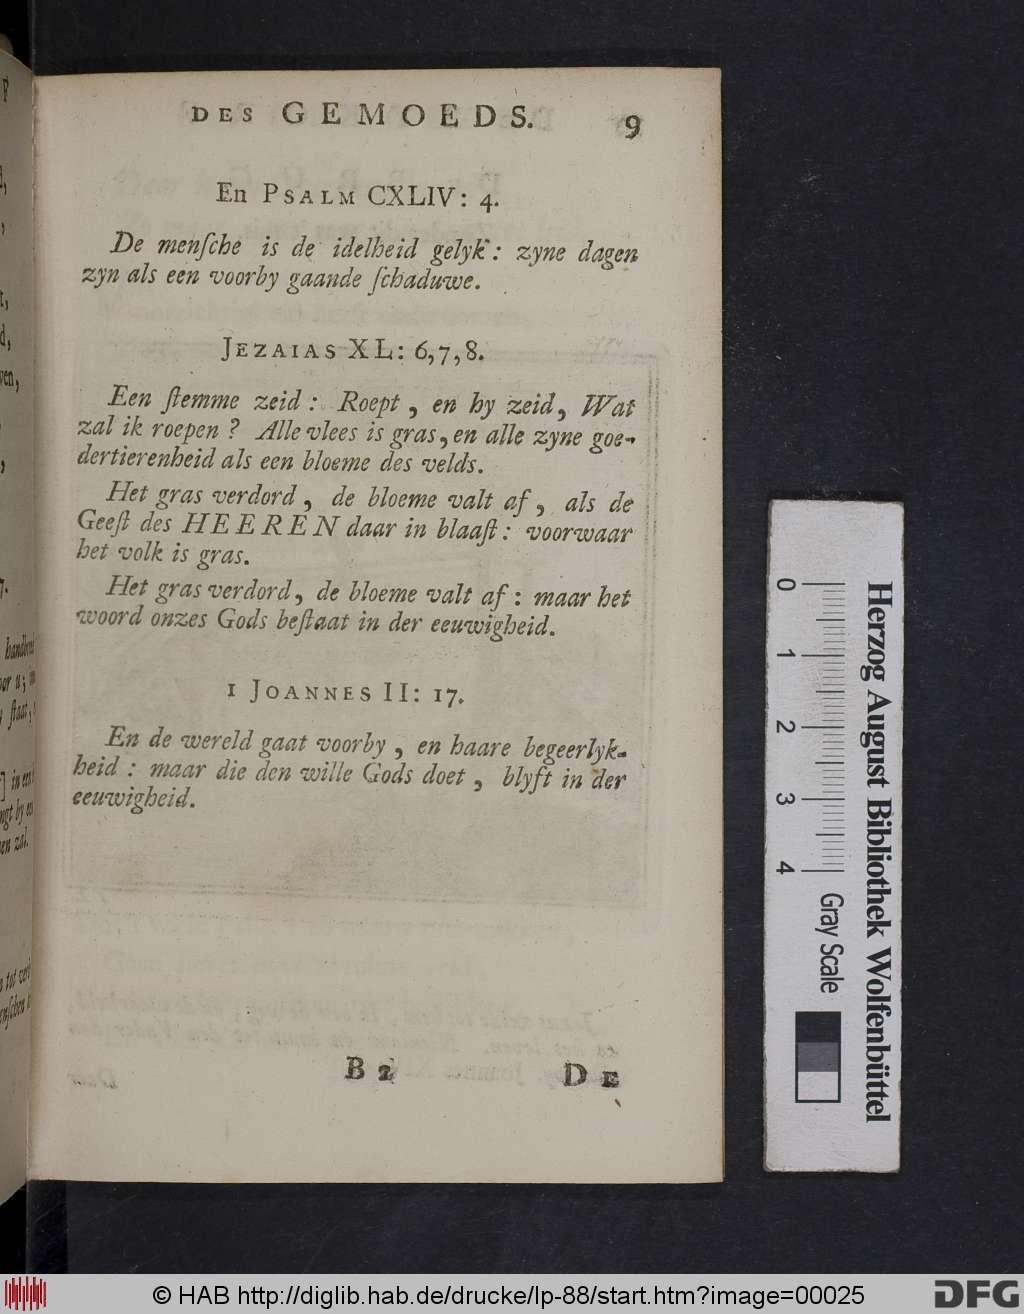 DES GEMOEDS. 9
En PSALM CXLIV: 4.
De menſche is de idelheid gelyk: zyne dagen
zyn als een voorby gaande ſchaduwe.
JEZAIAS XL: 6,7,8.
Een ſtemme zeid: Roept, en hy zeid, Wat
zal ik roepen? Alle vlees is gras, en alle zyne goe-
dertierenheid als een bloeme des velds.
Het gras verdord, de bloeme valt af, als de
Geeſt des HEEREN daar in blaaſt: voorwaar
het volk is gras.
Het gras verdord, de bloeme valt af: maar het
woord onzes Gods beſtaat in der eeuwigheid.
1 JOANNES II: 17.
En de wereld gaat voorby, en haare begeerlyk-
heid: maar die den wille Gods doet, blyft in der
eeuwigheid.
B 2 DE
0 1 2 3 4 Gray Scale
Herzog August Bibliothek Wolfenbüttel
© HAB http://diglib.hab.de/drucke/lp-88/start.htm?image=00025
DFG